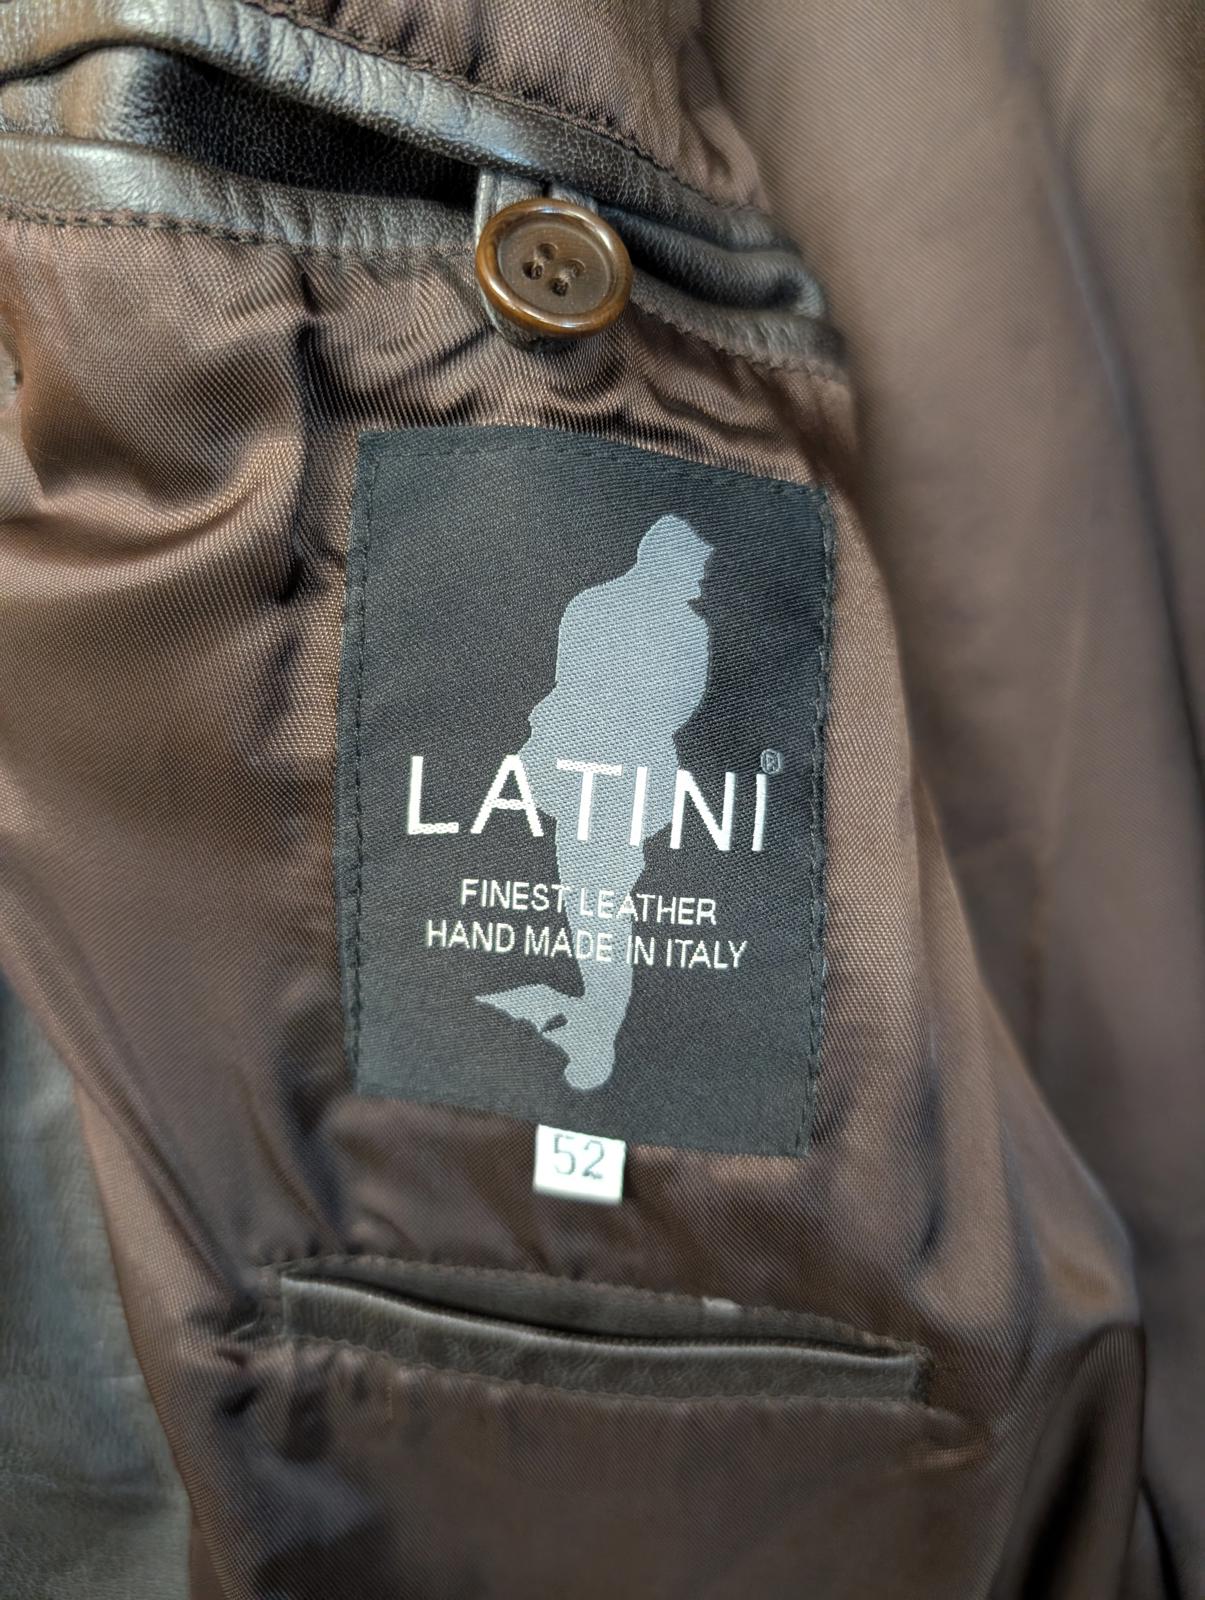 LATINI®
FINEST LEATHER
HAND MADE IN ITALY
52